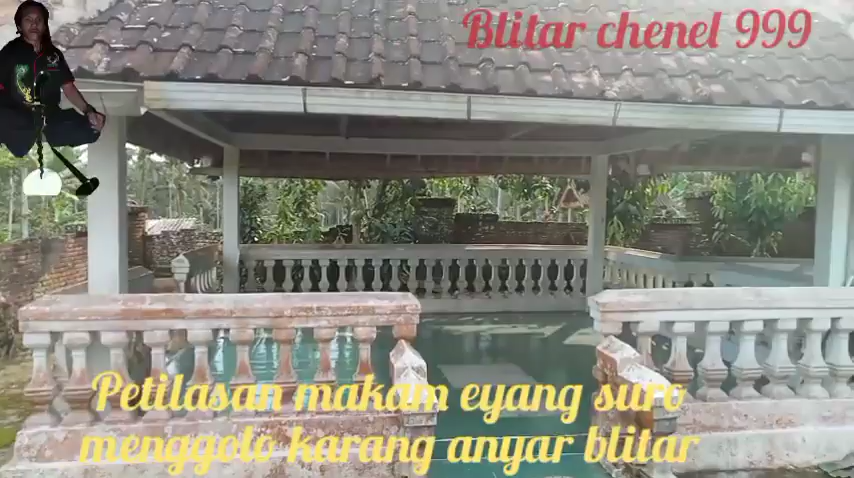 Blitar chenel 999
Petilasan makam eyang suro
menggolo karang anyar blitar